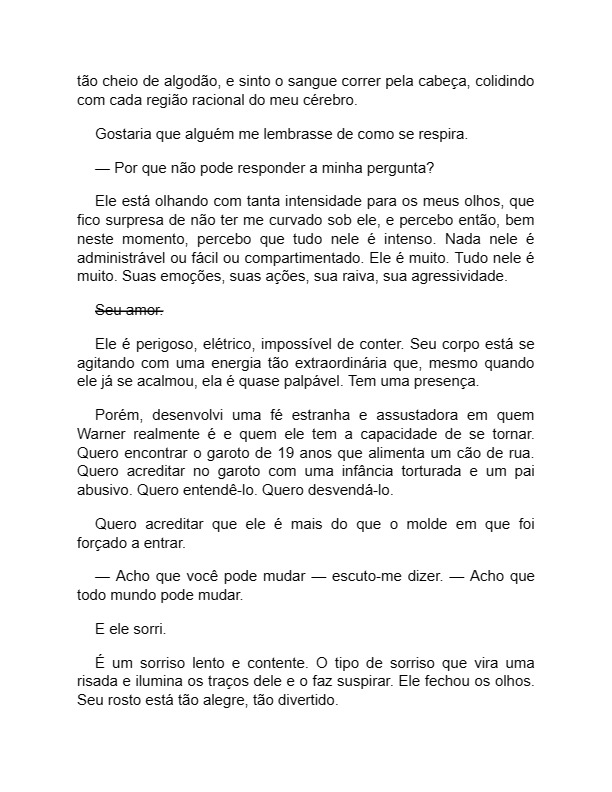 tão cheio de algodão, e sinto o sangue correr pela cabeça, colidindo
com cada região racional do meu cérebro.
Gostaria que alguém me lembrasse de como se respira.
— Por que não pode responder a minha pergunta?
Ele está olhando com tanta intensidade para os meus olhos, que
fico surpresa de não ter me curvado sob ele, e percebo então, bem
neste momento, percebo que tudo nele é intenso. Nada nele é
administrável ou fácil ou compartimentado. Ele é muito. Tudo nele é
muito. Suas emoções, suas ações, sua raiva, sua agressividade.
Seu amor.
Ele é perigoso, elétrico, impossível de conter. Seu corpo está se
agitando com uma energia tão extraordinária que, mesmo quando
ele já se acalmou, ela é quase palpável. Tem uma presença.
Porém, desenvolvi uma fé estranha e assustadora em quem
Warner realmente é e quem ele tem a capacidade de se tornar.
Quero encontrar o garoto de 19 anos que alimenta um cão de rua.
Quero acreditar no garoto com uma infância torturada e um pai
abusivo. Quero entendê-lo. Quero desvendá-lo.
Quero acreditar que ele é mais do que o molde em que foi
forçado a entrar.
— Acho que você pode mudar — escuto-me dizer. — Acho que
todo mundo pode mudar.
E ele sorri.
É um sorriso lento e contente. O tipo de sorriso que vira uma
risada e ilumina os traços dele e o faz suspirar. Ele fechou os olhos.
Seu rosto está tão alegre, tão divertido.